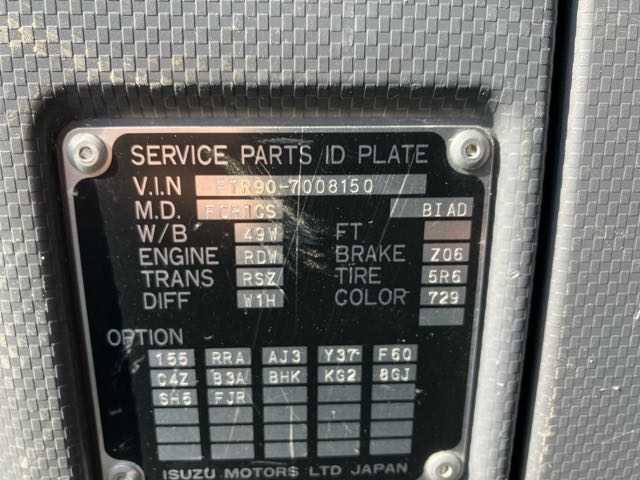 SERVICE PARTS ID PLATE
V.I.N FTR90-7008150
M.D. BIAD
W/B 49W FT
ENGINE RDW BRAKE Z06
TRANS RSZ TIRE 5R6
DIFF W1H COLOR 729
OPTION
155 RRA AJ3 Y37 F60
C4Z B3A BHK KG2 8GJ
SH5 FJR
ISUZU MOTORS LTD JAPAN